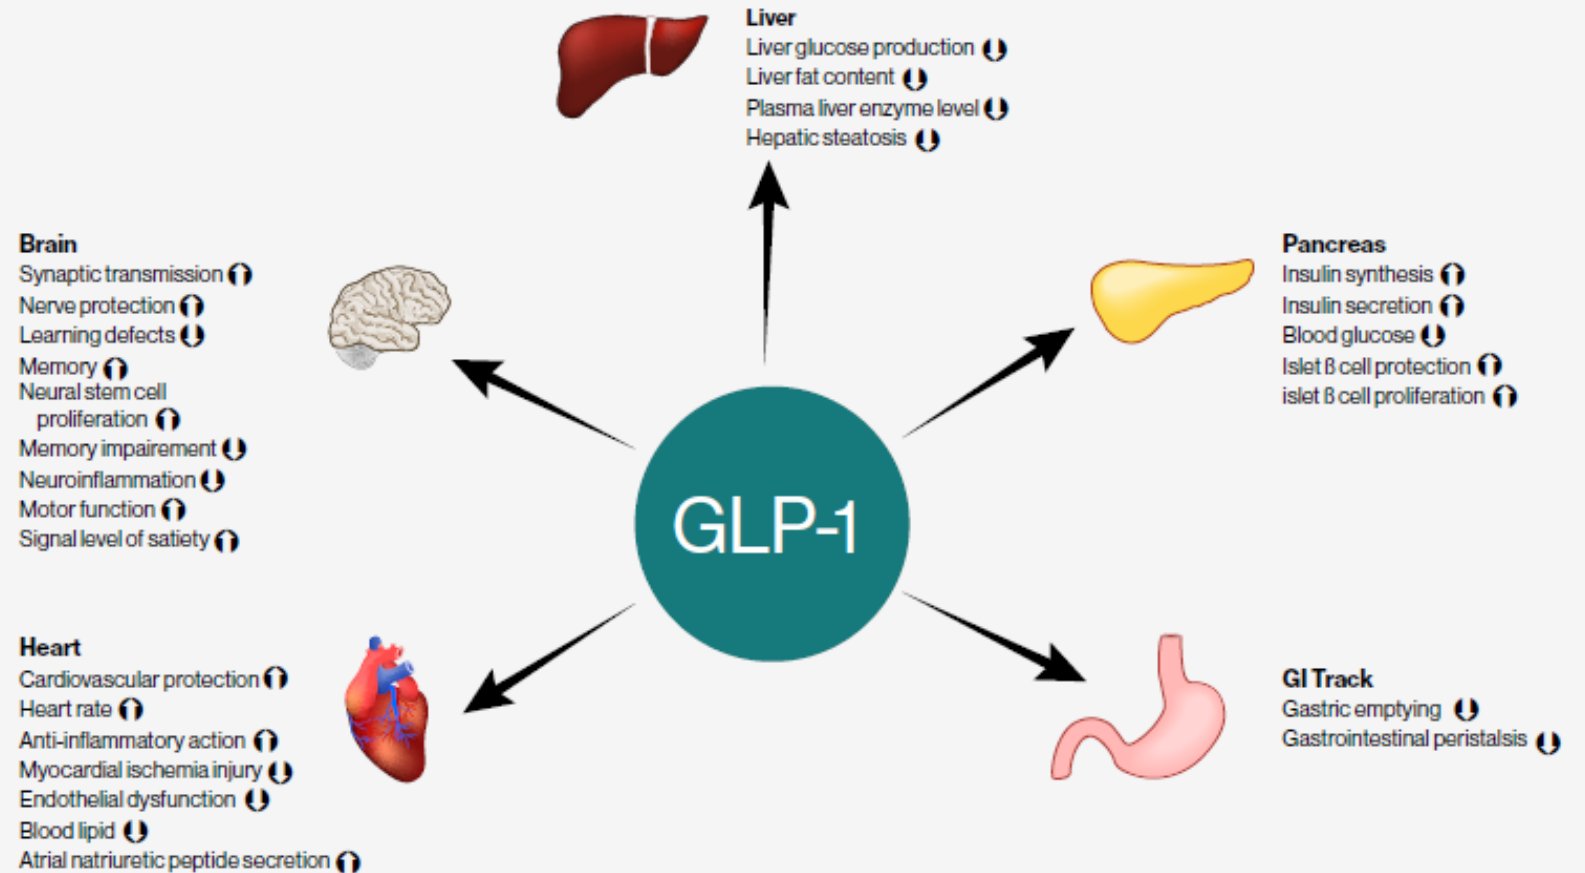 Liver
Liver glucose production
Liver fat content
Plasma liver enzyme level
Hepatic steatosis
Brain
Synaptic transmission
Nerve protection
Learning defects
Memory
Neural stem cell
proliferation
Memory impairement
Neuroinflammation
Motor function
Signal level of satiety
Pancreas
Insulin synthesis
Insulin secretion
Blood glucose
Islet ß cell protection
islet ß cell proliferation
GLP-1
Heart
Cardiovascular protection
Heart rate
Anti-inflammatory action
Myocardial ischemia injury
Endothelial dysfunction
Blood lipid
Atrial natriuretic peptide secretion
GI Track
Gastric emptying
Gastrointestinal peristalsis